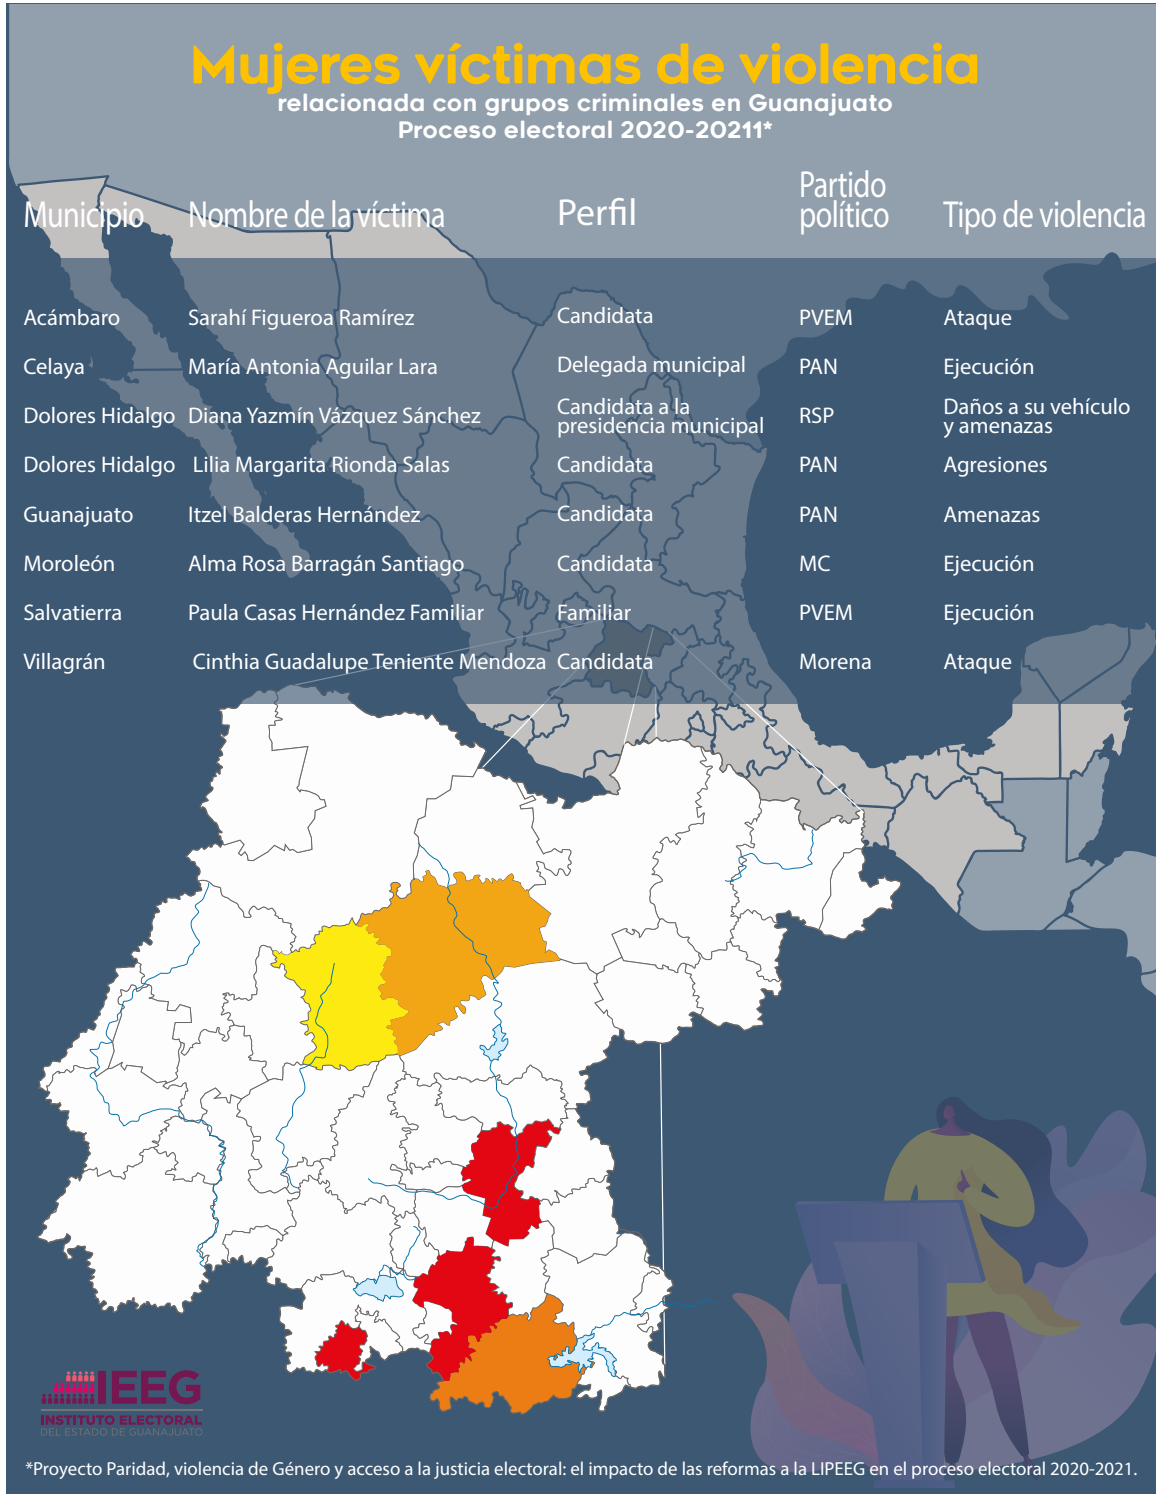 Mujeres víctimas de violencia
relacionada con grupos criminales en Guanajuato
Proceso electoral 2020-20211*
Municipio Nombre de la víctima Perfil Partido político Tipo de violencia
Acámbaro Sarahí Figueroa Ramírez Candidata PVEM Ataque
Celaya María Antonia Aguilar Lara Delegada municipal PAN Ejecución
Dolores Hidalgo Diana Yazmín Vázquez Sánchez Candidata a la presidencia municipal RSP Daños a su vehículo y amenazas
Dolores Hidalgo Lilia Margarita Rionda Salas Candidata PAN Agresiones
Guanajuato Itzel Balderas Hernández Candidata PAN Amenazas
Moroleón Alma Rosa Barragán Santiago Candidata MC Ejecución
Salvatierra Paula Casas Hernández Familiar Familiar PVEM Ejecución
Villagrán Cinthia Guadalupe Teniente Mendoza Candidata Morena Ataque
IEEG
INSTITUTO ELECTORAL
DEL ESTADO DE GUANAJUATO
*Proyecto Paridad, violencia de Género y acceso a la justicia electoral: el impacto de las reformas a la LIPEEG en el proceso electoral 2020-2021.